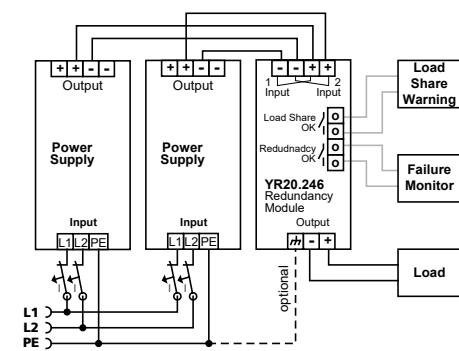 + + - -
Output
Power
Supply
Input
L1 L2 PE
+ + - -
Output
Power
Supply
Input
L1 L2 PE
- - + +
1 2
Input Input
Load Share
OK
Redudnadcy
OK
YR20.246
Redundancy
Module
Output
- +
Load
Share
Warning
Failure
Monitor
Load
I I
I I
optional
L1
L2
PE